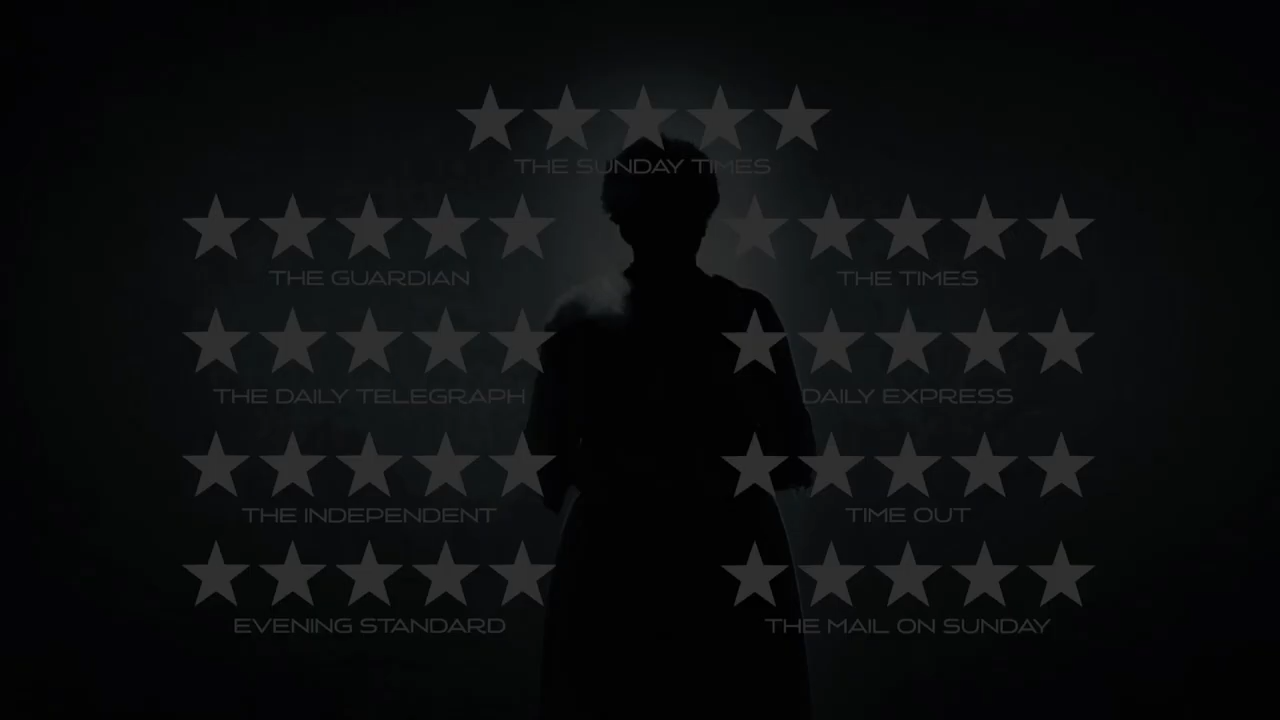 THE SUNDAY TIMES
THE GUARDIAN
THE TIMES
THE DAILY TELEGRAPH
DAILY EXPRESS
THE INDEPENDENT
TIME OUT
EVENING STANDARD
THE MAIL ON SUNDAY